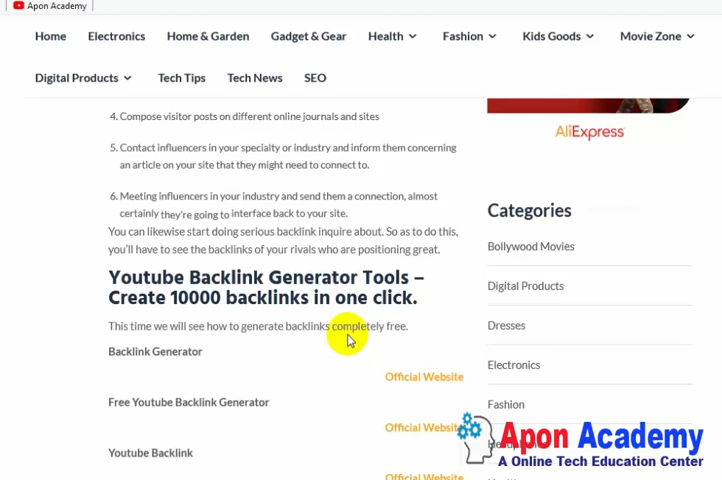 Apon Academy
Home Electronics Home & Garden Gadget & Gear Health Fashion Kids Goods Movie Zone
Digital Products Tech Tips Tech News SEO
4. Compose visitor posts on different online journals and sites
5. Contact influencers in your specialty or industry and inform them concerning
an article on your site that they might need to connect to.
6. Meeting influencers in your industry and send them a connection, almost
certainly they're going to interface back to your site.
You can likewise start doing serious backlink inquire about. So as to do this,
you'll have to see the backlinks of your rivals who are positioning great.
Youtube Backlink Generator Tools –
Create 10000 backlinks in one click.
This time we will see how to generate backlinks completely free.
Backlink Generator
Official Website
Free Youtube Backlink Generator
Official Website
Youtube Backlink
Official Website
AliExpress
Categories
Bollywood Movies
Digital Products
Dresses
Electronics
Fashion
Apon Academy
A Online Tech Education Center